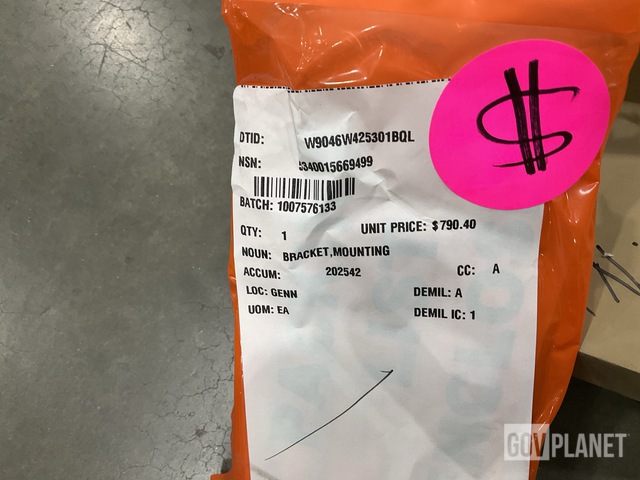 $
DTID: W9046W425301BQL
NSN: 5340015669499
BATCH: 1007576133
QTY: 1 UNIT PRICE: $790.40
NOUN: BRACKET,MOUNTING
ACCUM: 202542 CC: A
LOC: GENN DEMIL: A
UOM: EA DEMIL IC: 1
GOVPLANET